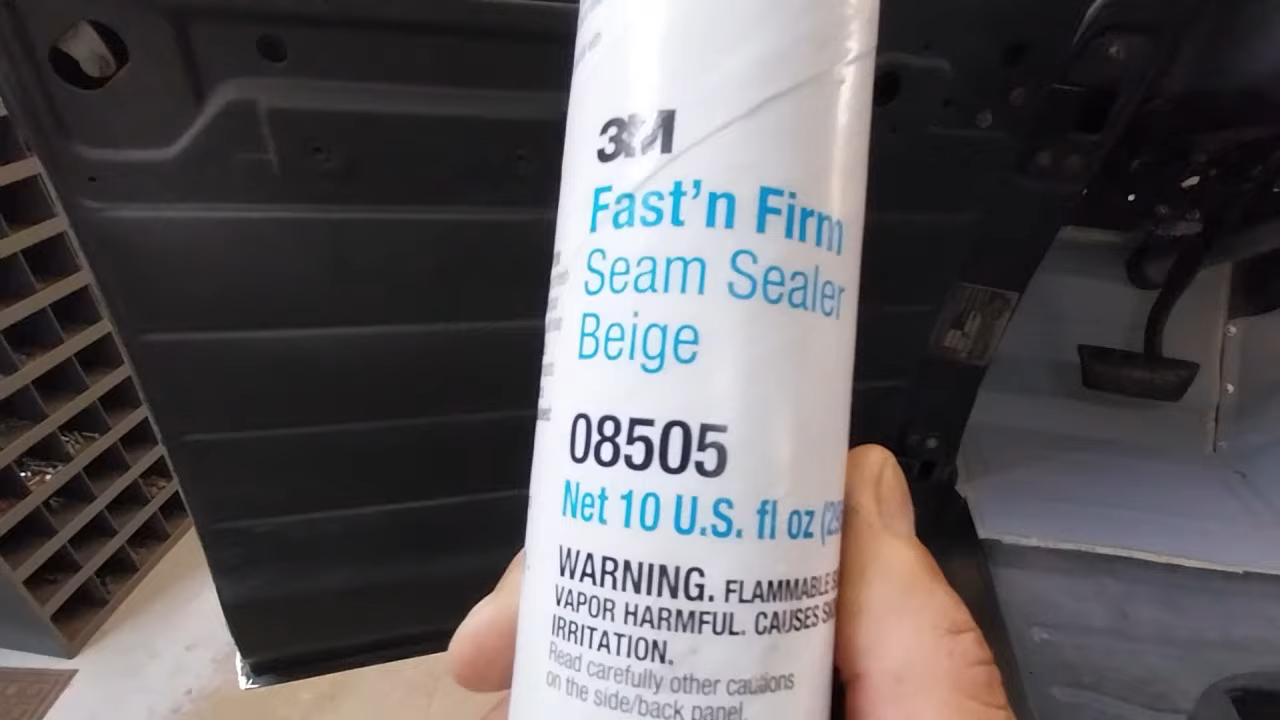 3M
Fast'n Firm
Seam Sealer
Beige
08505
Net 10 U.S. fl oz
WARNING. FLAMMABLE
VAPOR HARMFUL. CAUSES
IRRITATION.
Read carefully other cautions
on the side/back panel.